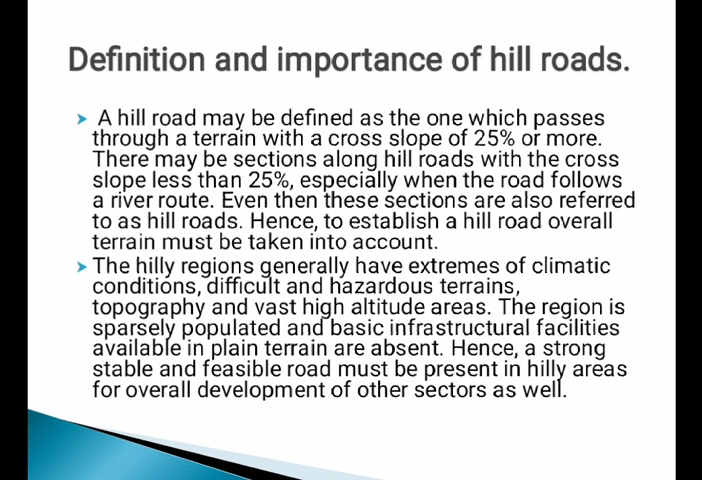 Definition and importance of hill roads.
A hill road may be defined as the one which passes
through a terrain with a cross slope of 25% or more.
There may be sections along hill roads with the cross
slope less than 25%, especially when the road follows
a river route. Even then these sections are also referred
to as hill roads. Hence, to establish a hill road overall
terrain must be taken into account.
The hilly regions generally have extremes of climatic
conditions, difficult and hazardous terrains,
topography and vast high altitude areas. The region is
sparsely populated and basic infrastructural facilities
available in plain terrain are absent. Hence, a strong
stable and feasible road must be present in hilly areas
for overall development of other sectors as well.